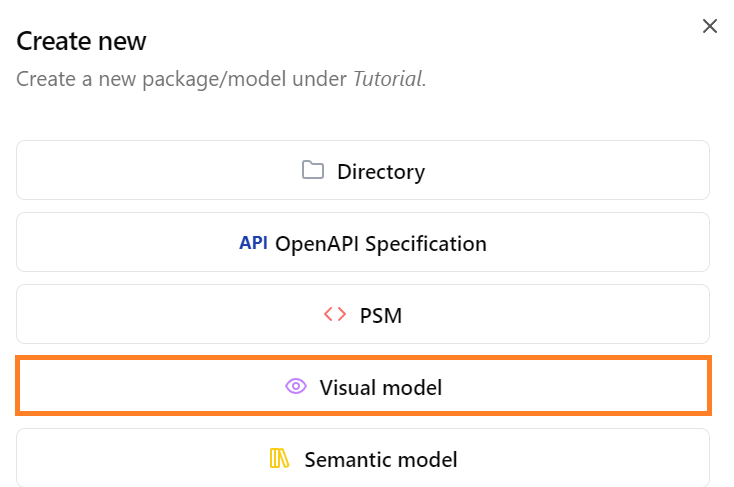 Create new
Create a new package/model under Tutorial.
Directory
API OpenAPI Specification
PSM
Visual model
Semantic model